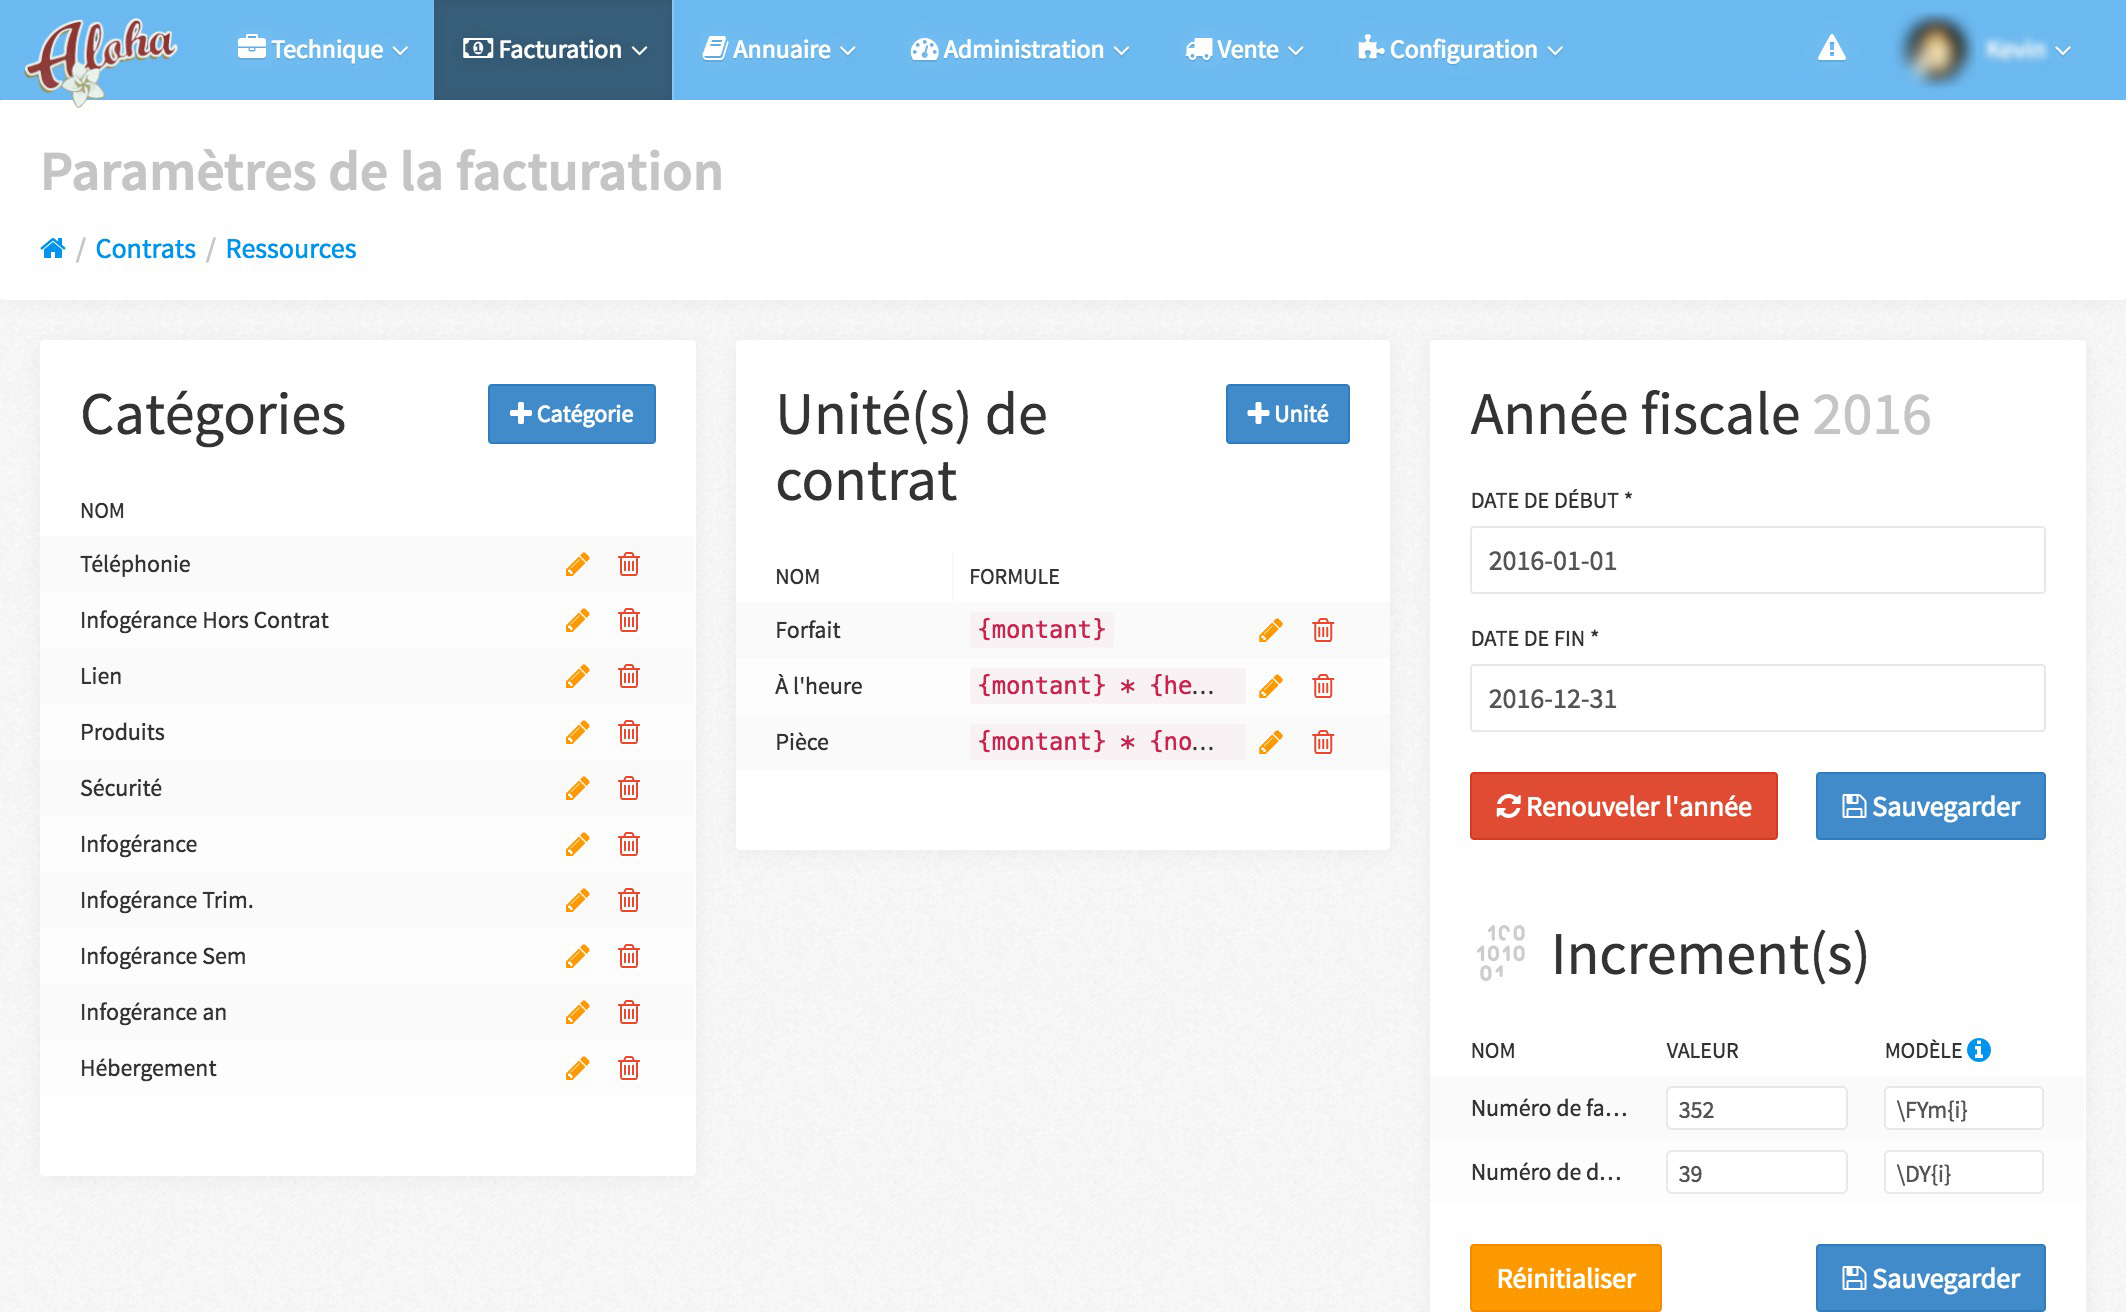 Aloha
Technique
Facturation
Annuaire
Administration
Vente
Configuration
Kevin
Paramètres de la facturation
/ Contrats / Ressources
Catégories
Catégorie
NOM
Téléphonie
Infogérance Hors Contrat
Lien
Produits
Sécurité
Infogérance
Infogérance Trim.
Infogérance Sem
Infogérance an
Hébergement
Unité(s) de
contrat
Unité
NOM FORMULE
Forfait {montant}
À l'heure {montant} * {he...
Pièce {montant} * {no...
Année fiscale 2016
DATE DE DÉBUT *
2016-01-01
DATE DE FIN *
2016-12-31
Renouveler l'année
Sauvegarder
Increment(s)
NOM VALEUR MODÈLE
Numéro de fa... 352 \FYm{i}
Numéro de d... 39 \DY{i}
Réinitialiser
Sauvegarder